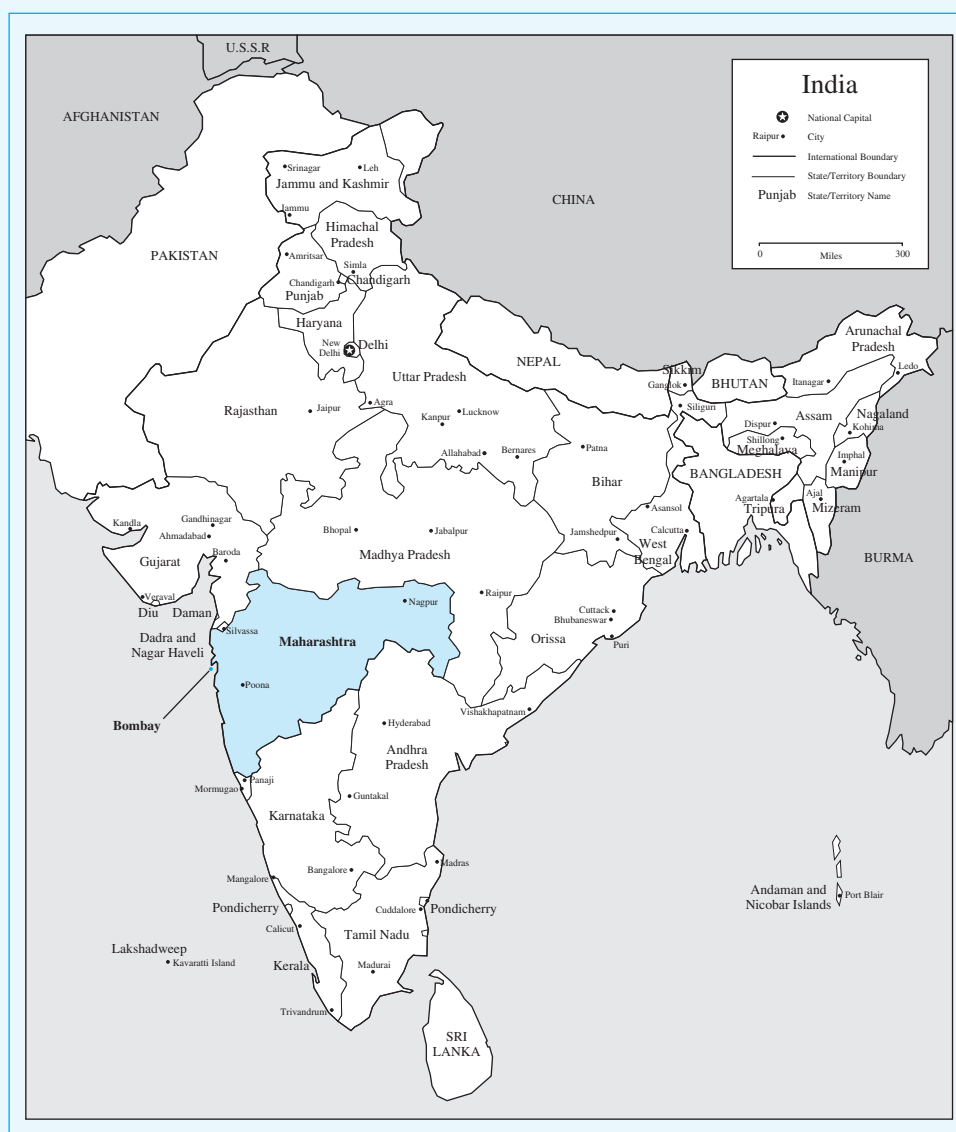 U.S.S.R
AFGHANISTAN
India
National Capital
Raipur
City
International Boundary
State/Territory Boundary
Punjab
State/Territory Name
0
Miles
300
Srinagar
Leh
Jammu and Kashmir
CHINA
Jammu
Himachal
Pradesh
PAKISTAN
Amritsar
Simla
Chandigarh
Chandigarh
Punjab
Haryana
New
Delhi
Delhi
NEPAL
Sikkim
Gangtok
BHUTAN
Arunachal
Pradesh
Itanagar
Ledo
Uttar Pradesh
Rajasthan
Jaipur
Agra
Lucknow
Kanpur
Siliguri
Assam
Nagaland
Dispur
Kohima
Shillong
Meghalaya
Allahabad
Bernares
Patna
Imphal
Manipur
BANGLADESH
Bihar
Ajal
Agartala
Tripura
Mizeram
Asansol
Kandla
Gandhinagar
Ahmadabad
Bhopal
Jabalpur
Jamshedpur
Calcutta
West
Bengal
Baroda
Madhya Pradesh
Gujarat
BURMA
Veraval
Diu
Daman
Nagpur
Raipur
Cuttack
Bhubaneswar
Silvassa
Dadra and
Nagar Haveli
Maharashtra
Orissa
Puri
Poona
Bombay
Vishakhapatnam
Hyderabad
Andhra
Pradesh
Panaji
Mormugao
Guntakal
Karnataka
Bangalore
Madras
Mangalore
Andaman and
Nicobar Islands
Port Blair
Pondicherry
Cuddalore
Pondicherry
Calicut
Tamil Nadu
Lakshadweep
Kavaratti Island
Kerala
Madurai
Trivandrum
SRI
LANKA